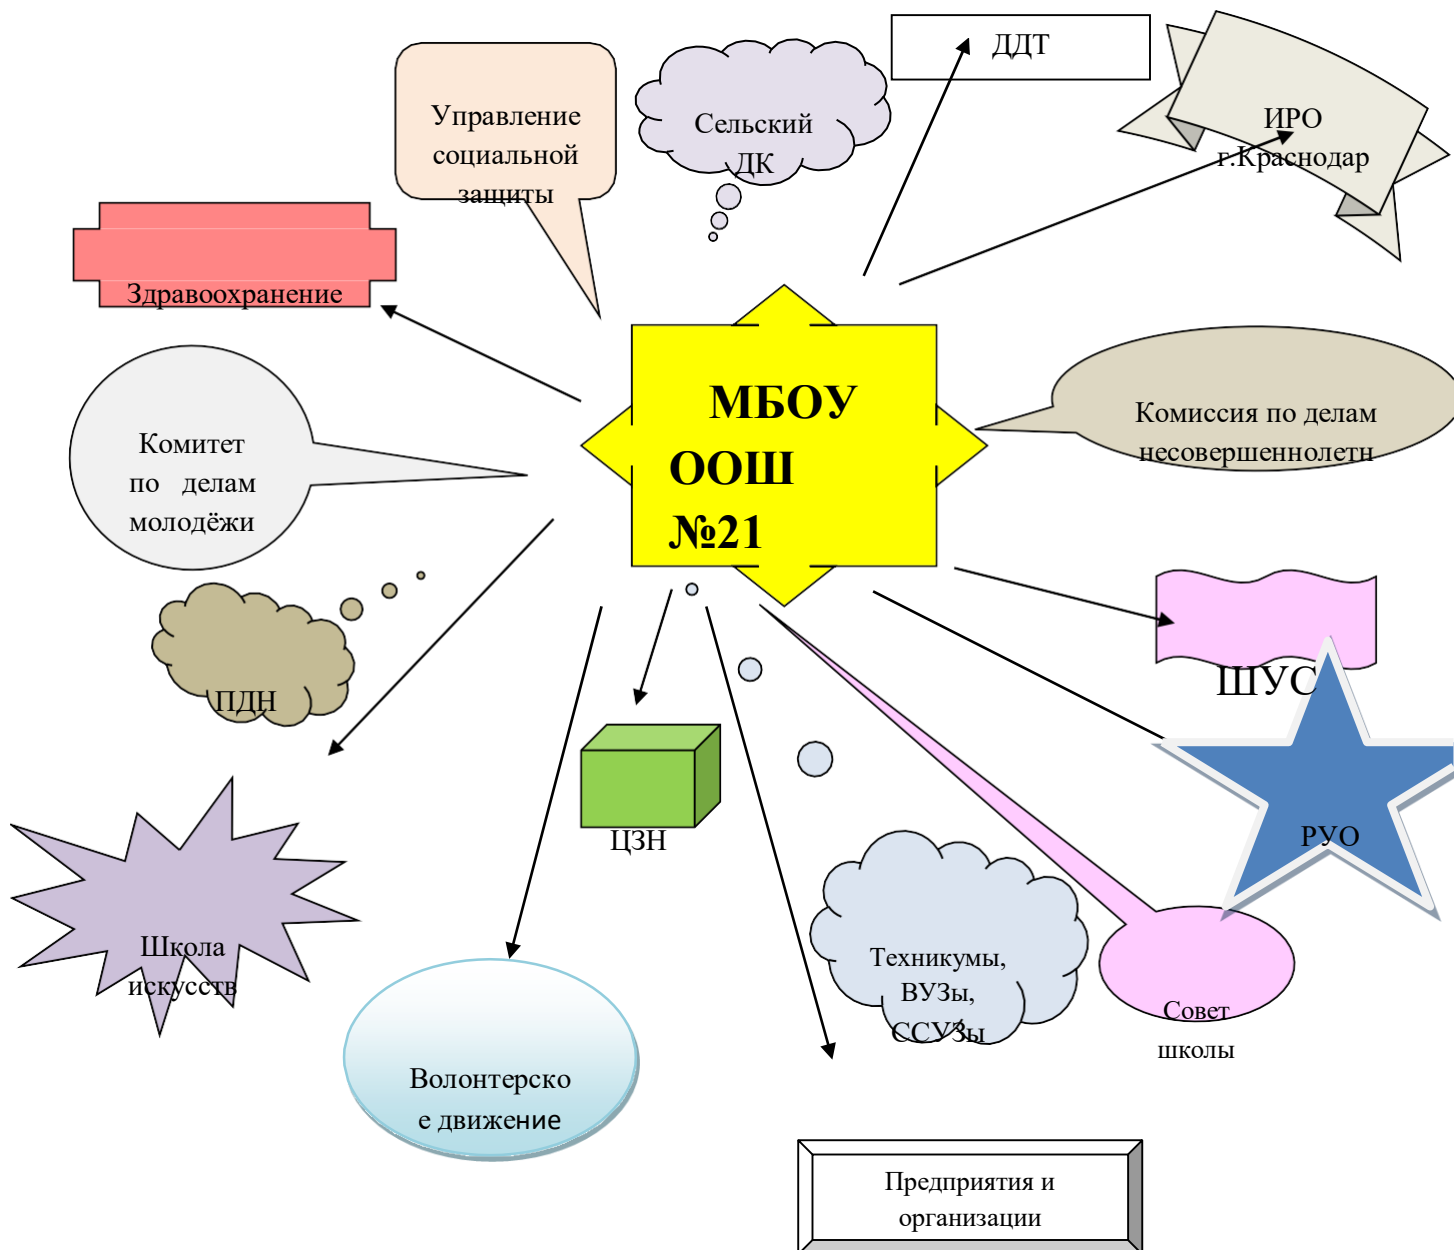 ДДТ
Управление
социальной
защиты
Сельский
ДК
ИРО
г.Краснодар
Здравоохранение
МБОУ
ООШ
№21
Комиссия по делам
несовершеннолетн
Комитет
по делам
молодёжи
ШУС
ПДН
ЦЗН
РУО
Школа
искусств
Техникумы,
ВУЗы,
ССУЗы
Совет
школы
Волонтерско
е движение
Предприятия и
организации